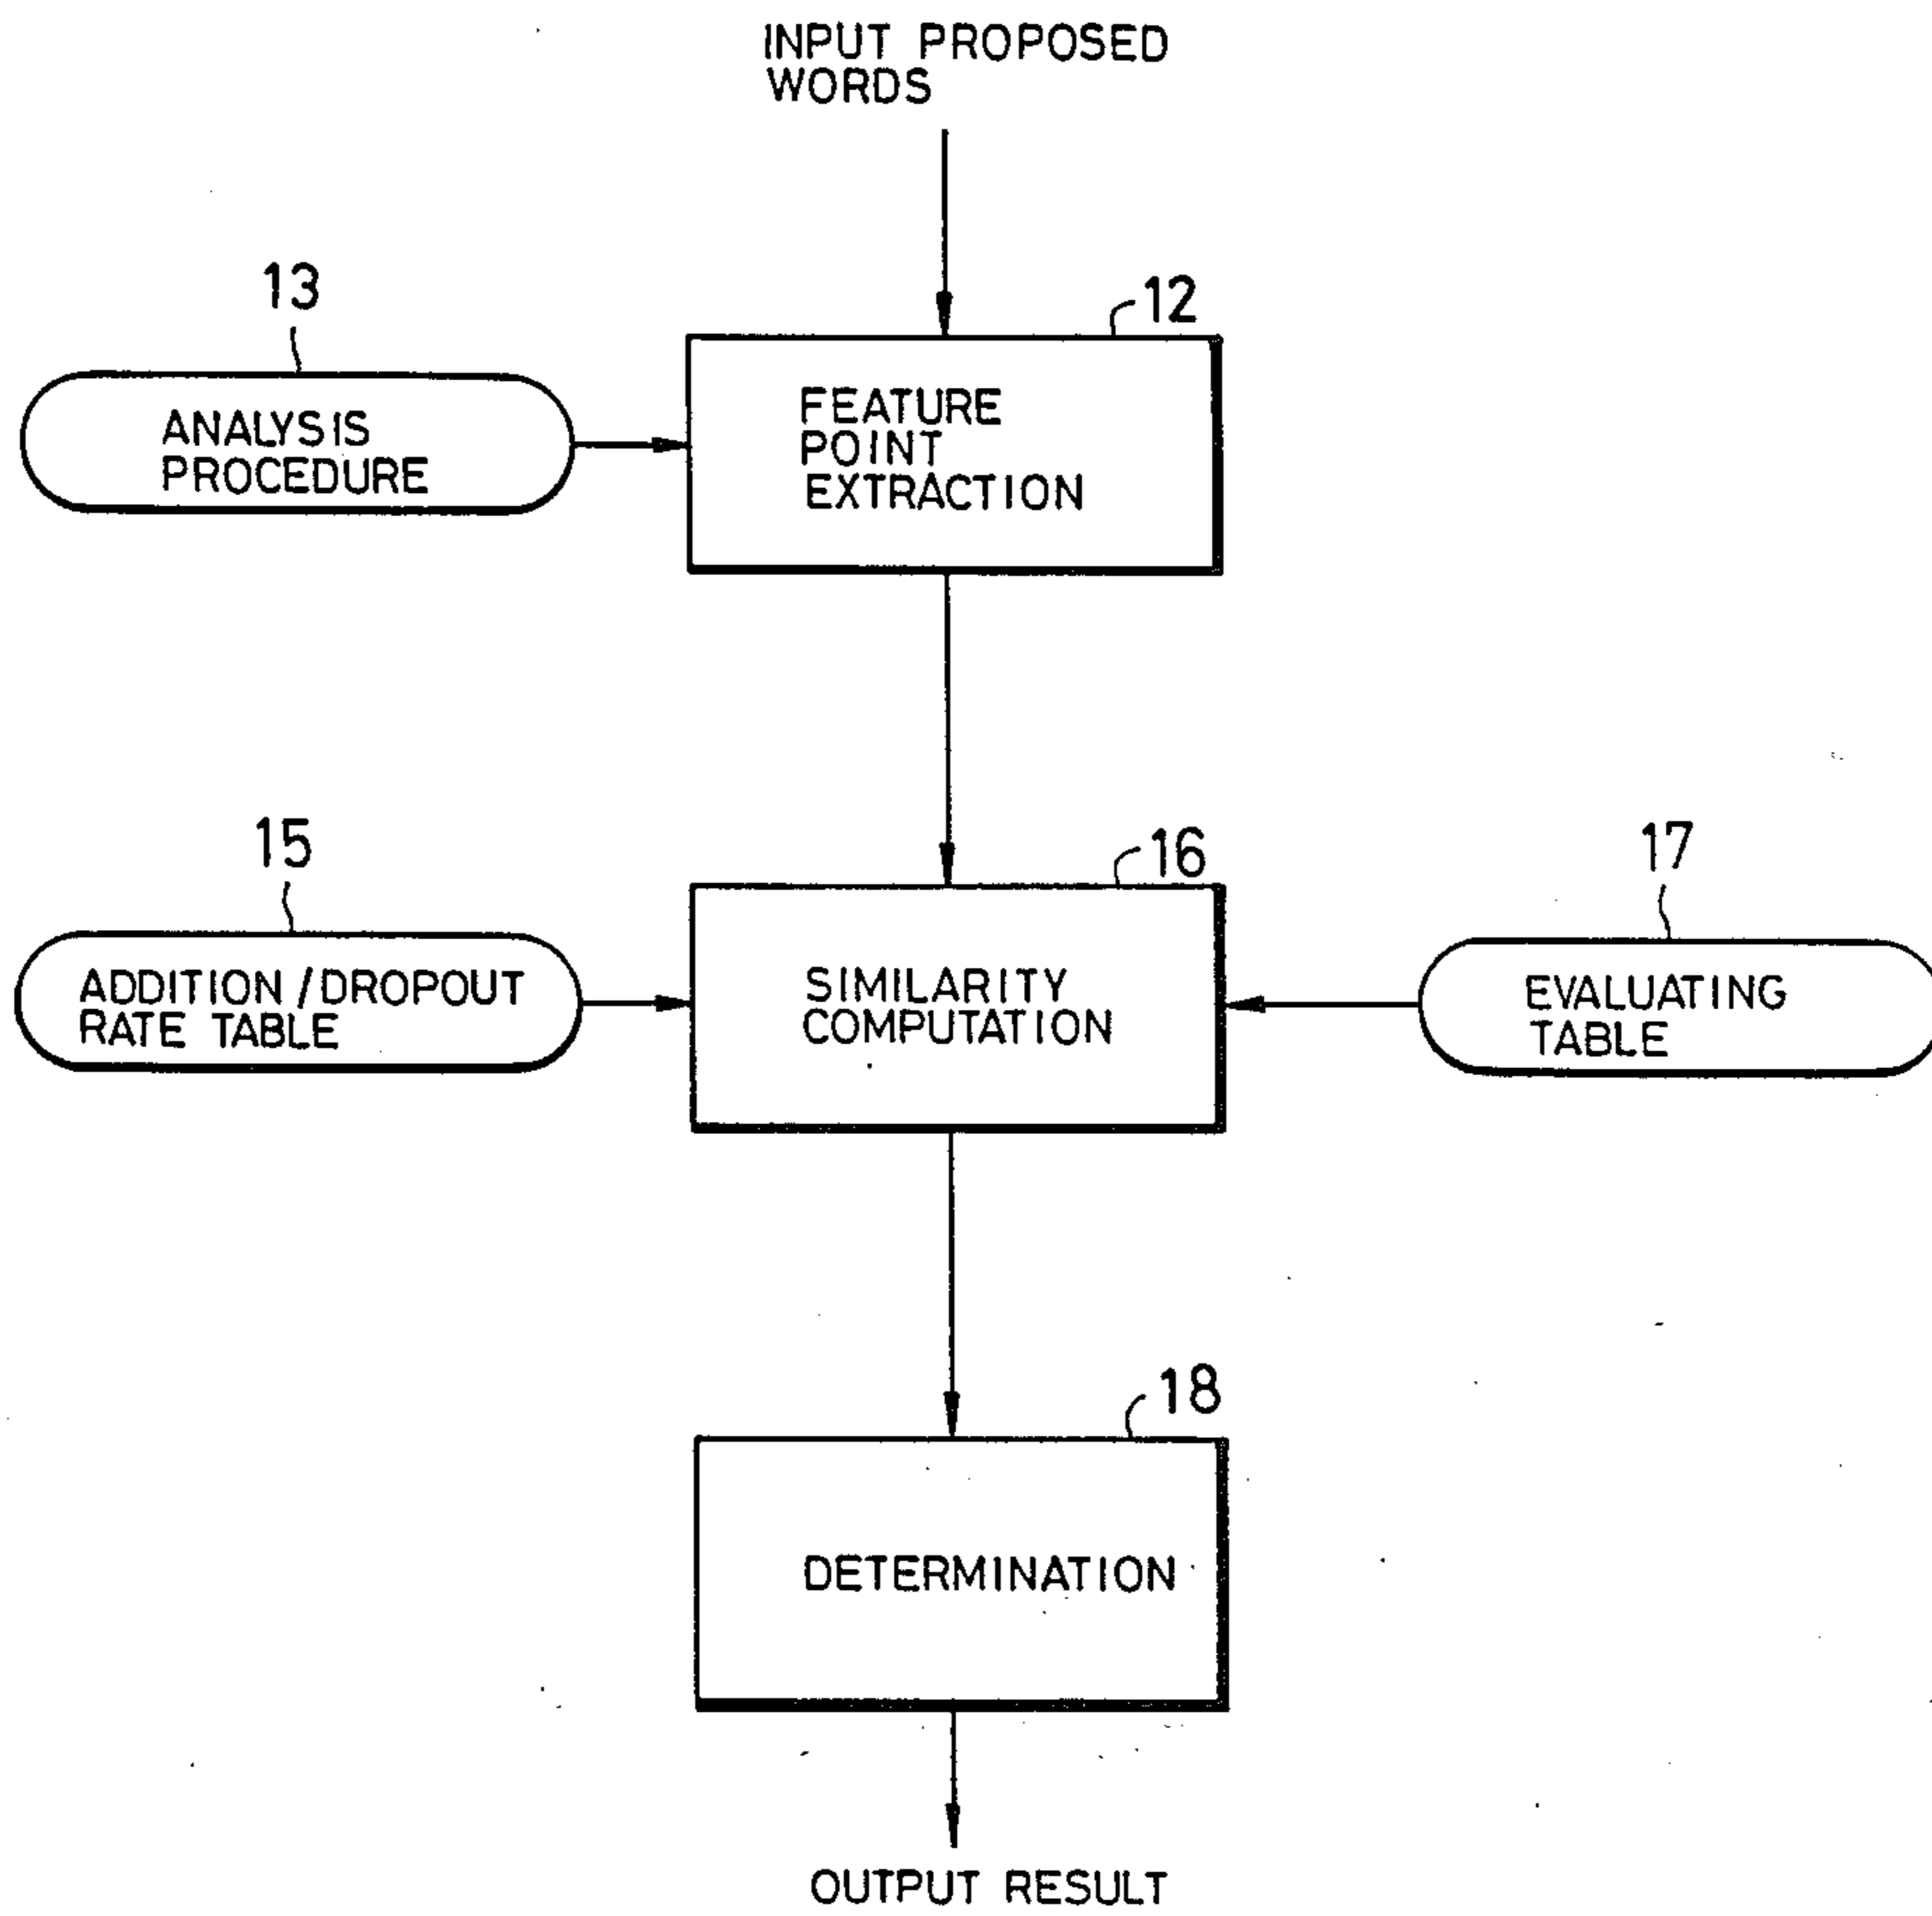 INPUT PROPOSED
WORDS
13
12
ANALYSIS
PROCEDURE
FEATURE
POINT
EXTRACTION
15
16
17
ADDITION / DROPOUT
RATE TABLE
SIMILARITY
COMPUTATION
EVALUATING
TABLE
18
DETERMINATION
OUTPUT RESULT